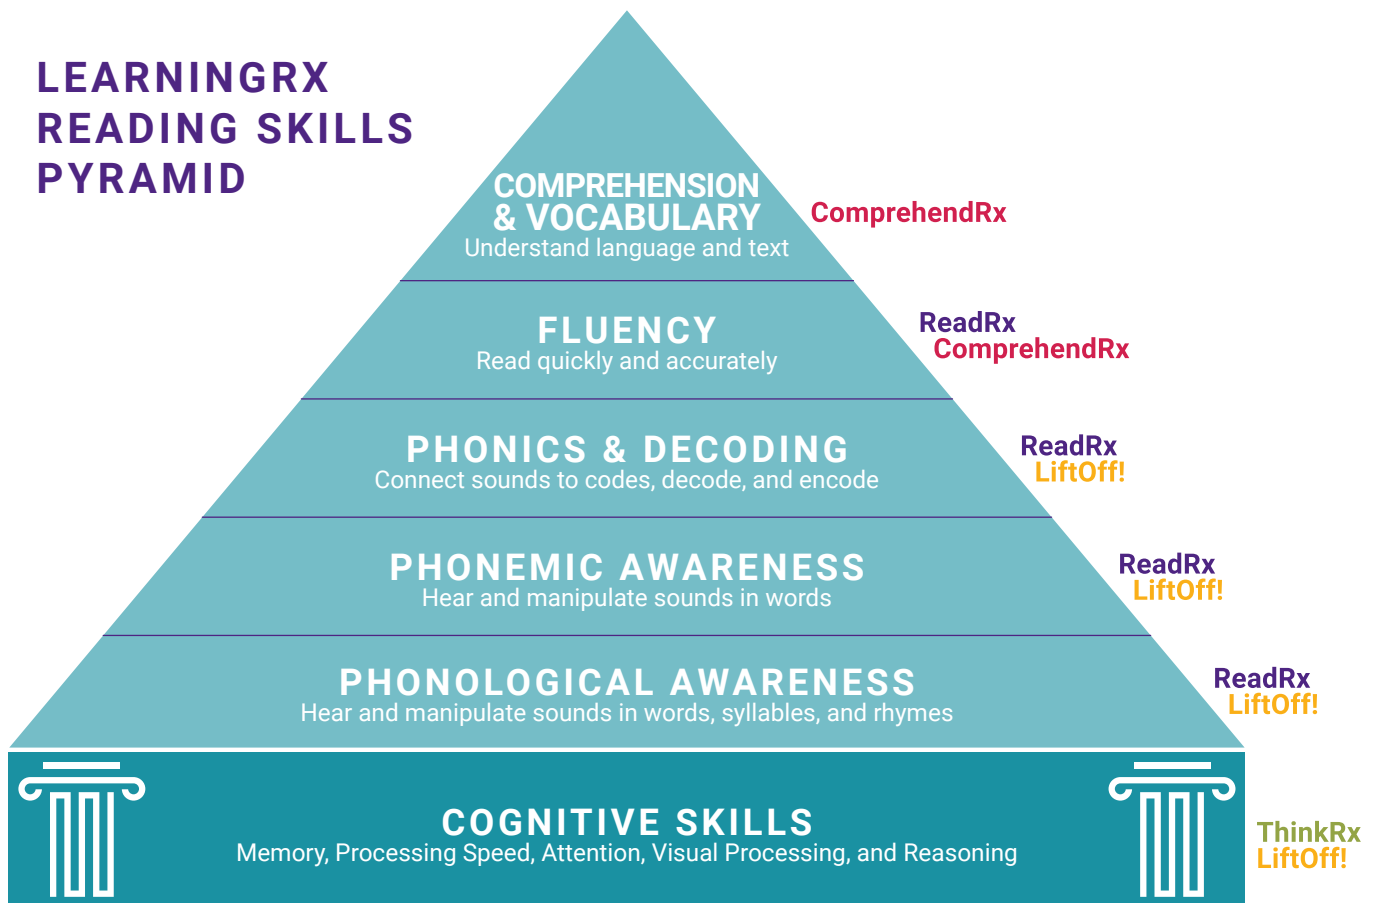 LEARNINGRX
READING SKILLS
PYRAMID
COMPREHENSION
& VOCABULARY
Understand language and text
ComprehendRx
FLUENCY
Read quickly and accurately
ReadRx
ComprehendRx
PHONICS & DECODING
Connect sounds to codes, decode, and encode
ReadRx
LiftOff!
PHONEMIC AWARENESS
Hear and manipulate sounds in words
ReadRx
LiftOff!
PHONOLOGICAL AWARENESS
Hear and manipulate sounds in words, syllables, and rhymes
ReadRx
LiftOff!
COGNITIVE SKILLS
Memory, Processing Speed, Attention, Visual Processing, and Reasoning
ThinkRx
LiftOff!